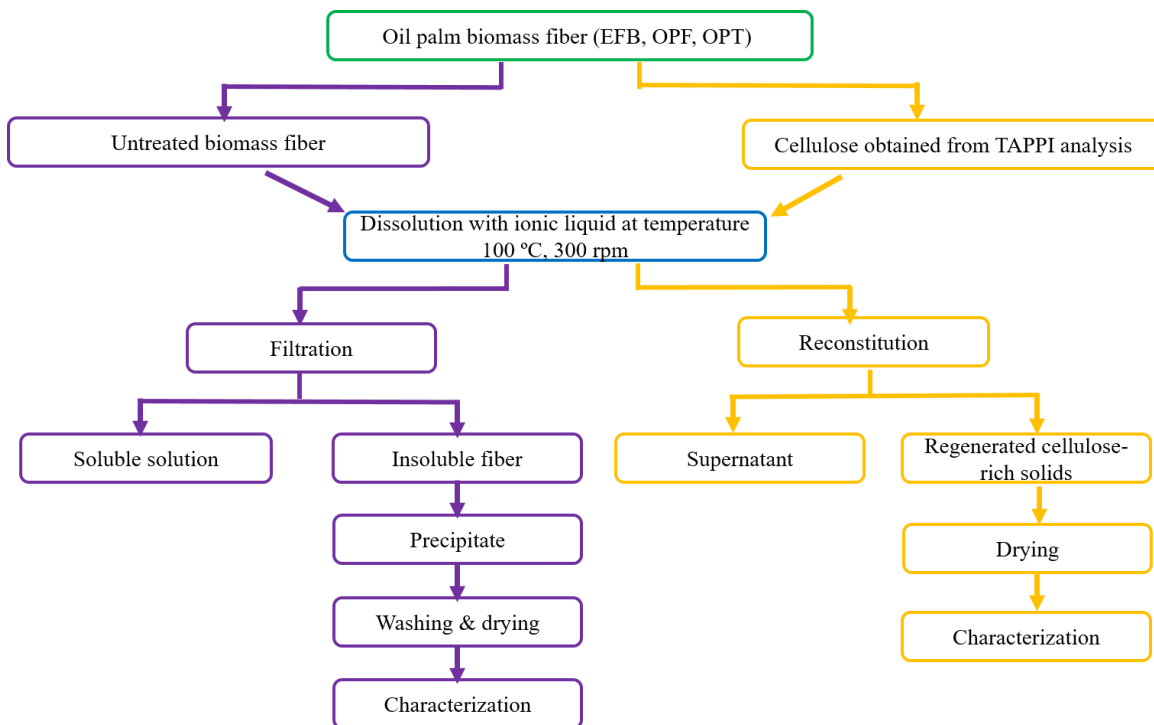 Oil palm biomass fiber (EFB, OPF, OPT)
Untreated biomass fiber
Cellulose obtained from TAPPI analysis
Dissolution with ionic liquid at temperature
100 ºC, 300 rpm
Filtration
Reconstitution
Soluble solution
Insoluble fiber
Supernatant
Regenerated cellulose-
rich solids
Precipitate
Drying
Washing & drying
Characterization
Characterization